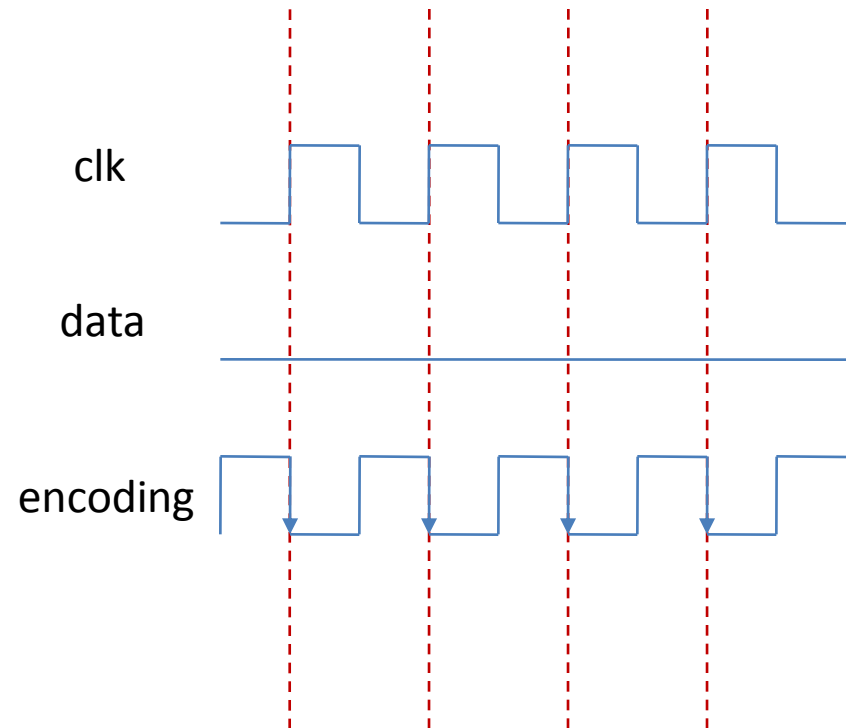 clk
data
encoding